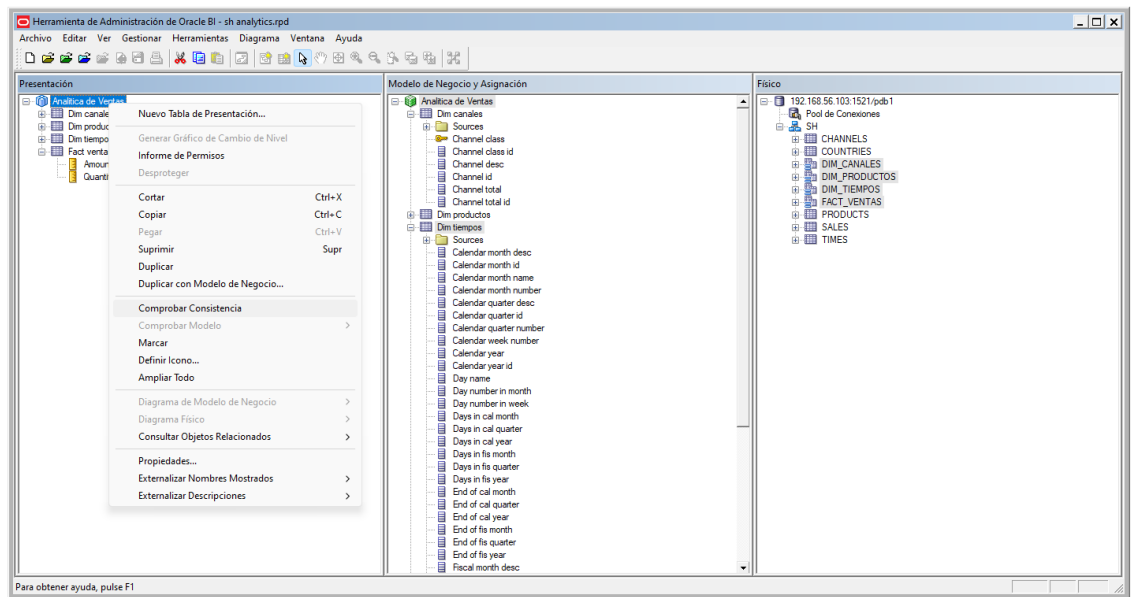 Herramienta de Administración de Oracle BI - sh analytics.rpd
Archivo Editar Ver Gestionar Herramientas Diagrama Ventana Ayuda
Presentación
Analítica de Ventas
Dim canale
Dim produc
Dim tiempo
Fact venta
Amoun
Quanti
Nuevo Tabla de Presentación...
Generar Gráfico de Cambio de Nivel
Informe de Permisos
Desproteger
Cortar Ctrl+X
Copiar Ctrl+C
Pegar Ctrl+V
Suprimir Supr
Duplicar
Duplicar con Modelo de Negocio...
Comprobar Consistencia
Comprobar Modelo
Marcar
Definir Icono...
Ampliar Todo
Diagrama de Modelo de Negocio
Diagrama Físico
Consultar Objetos Relacionados
Propiedades...
Externalizar Nombres Mostrados
Externalizar Descripciones
Modelo de Negocio y Asignación
Analitica de Ventas
Dim canales
Sources
Channel class
Channel class id
Channel desc
Channel id
Channel total
Channel total id
Dim productos
Dim tiempos
Sources
Calendar month desc
Calendar month id
Calendar month name
Calendar month number
Calendar quarter desc
Calendar quarter id
Calendar quarter number
Calendar week number
Calendar year
Calendar year id
Day name
Day number in month
Day number in week
Days in cal month
Days in cal quarter
Days in cal year
Days in fis month
Days in fis quarter
Days in fis year
End of cal month
End of cal quarter
End of cal year
End of fis month
End of fis quarter
End of fis year
Fiscal month desc
Físico
192.168.56.103:1521/pdb1
Pool de Conexiones
SH
CHANNELS
COUNTRIES
DIM_CANALES
DIM_PRODUCTOS
DIM_TIEMPOS
FACT_VENTAS
PRODUCTS
SALES
TIMES
Para obtener ayuda, pulse F1